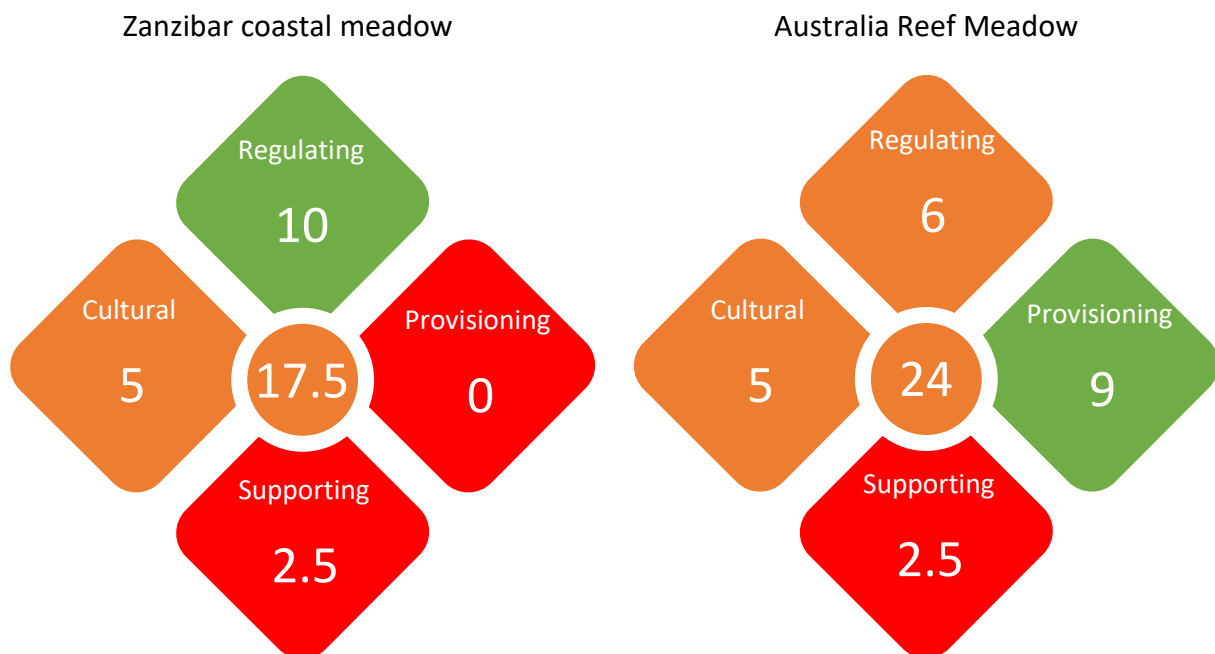 Zanzibar coastal meadow
Regulating
10
Cultural
5
17.5
Provisioning
0
Supporting
2.5
Australia Reef Meadow
Regulating
6
Cultural
5
24
Provisioning
9
Supporting
2.5